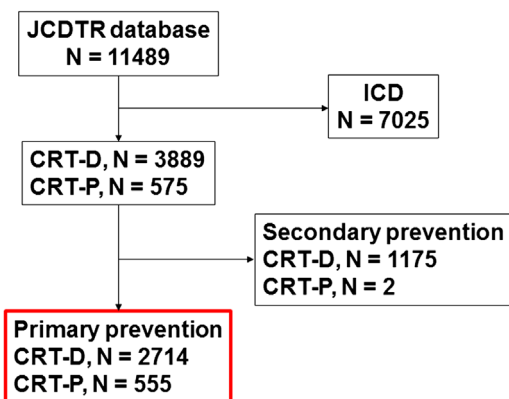 JCDTR database
N = 11489
ICD
N = 7025
CRT-D, N = 3889
CRT-P, N = 575
Secondary prevention
CRT-D, N = 1175
CRT-P, N = 2
Primary prevention
CRT-D, N = 2714
CRT-P, N = 555